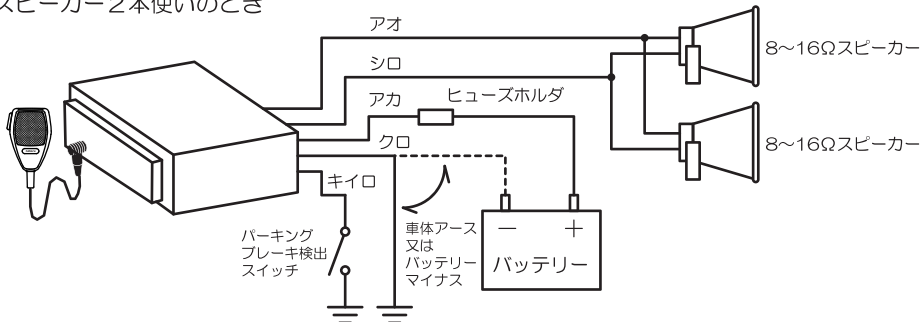 スピーカー2本使いのとき
アオ
8～16Ωスピーカー
シロ
アカ
ヒューズホルダ
クロ
8～16Ωスピーカー
キイロ
パーキング
ブレーキ検出
スイッチ
車体アース
又は
バッテリー
マイナス
－
＋
バッテリー